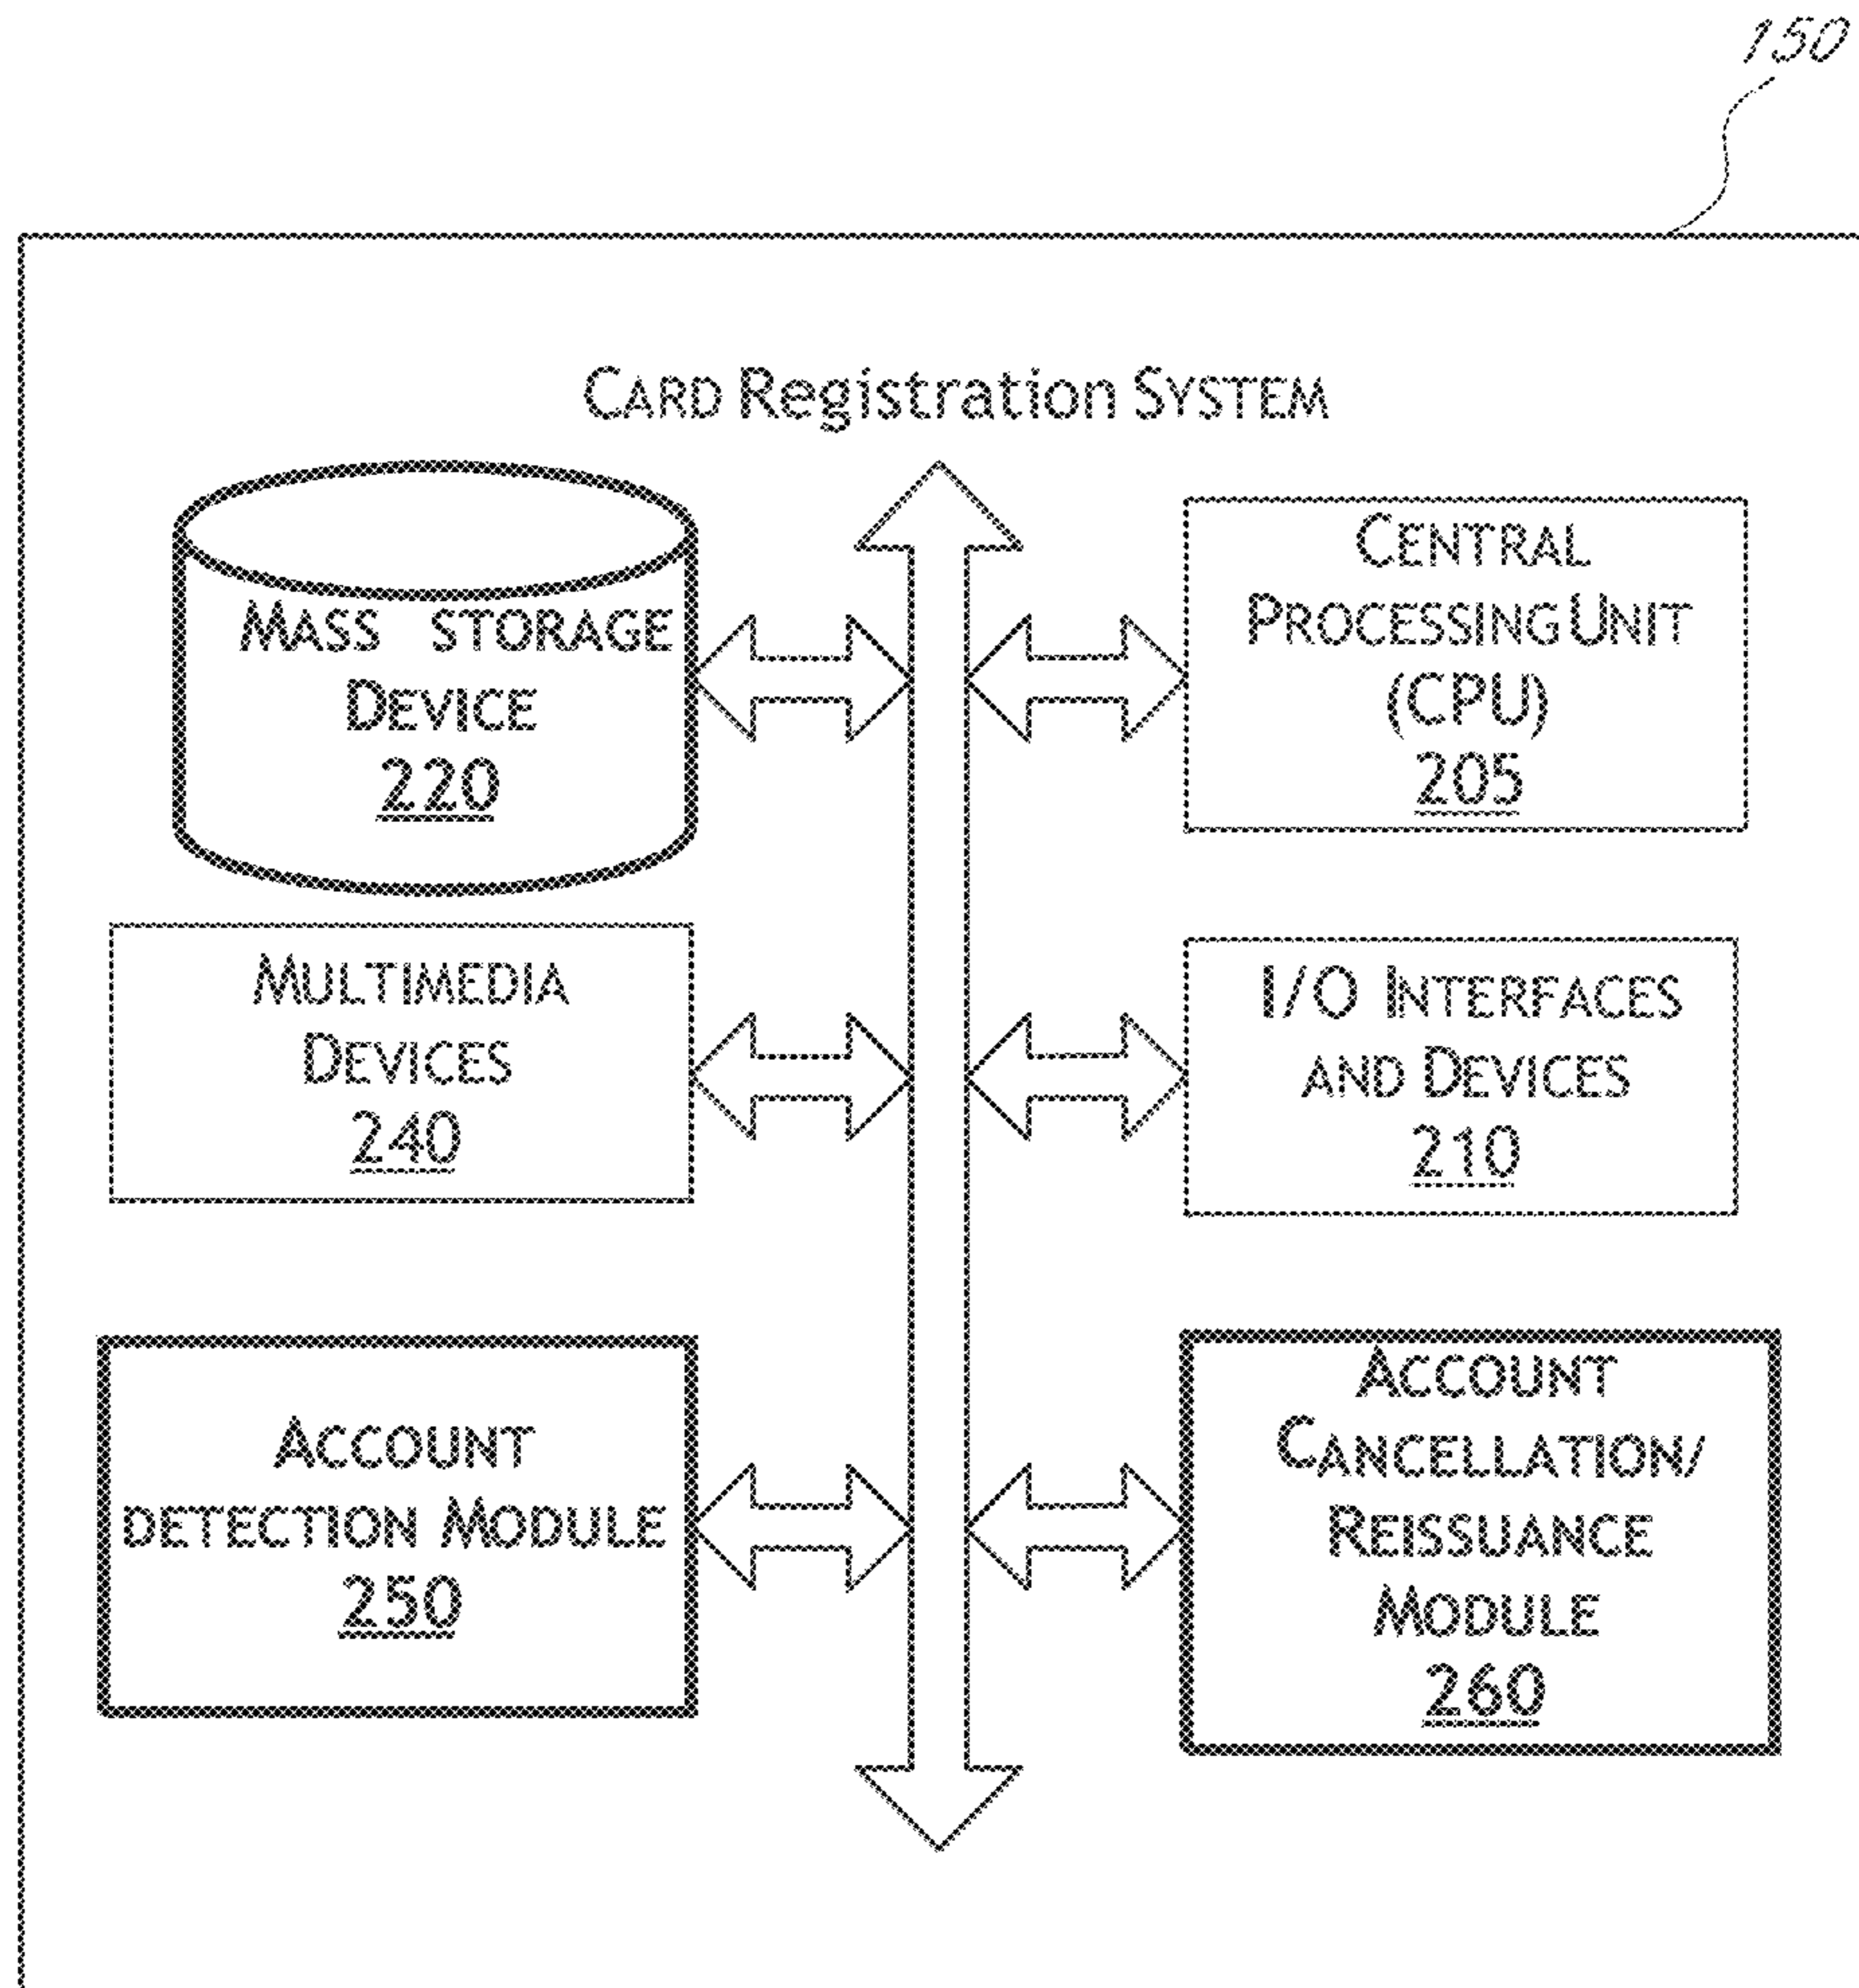 150
CARD Registration SYSTEM
MASS STORAGE
DEVICE
220
CENTRAL
PROCESSING UNIT
(CPU)
205
MULTIMEDIA
DEVICES
240
I/O INTERFACES
AND DEVICES
210
ACCOUNT
DETECTION MODULE
250
ACCOUNT
CANCELLATION/
REISSUANCE
MODULE
260